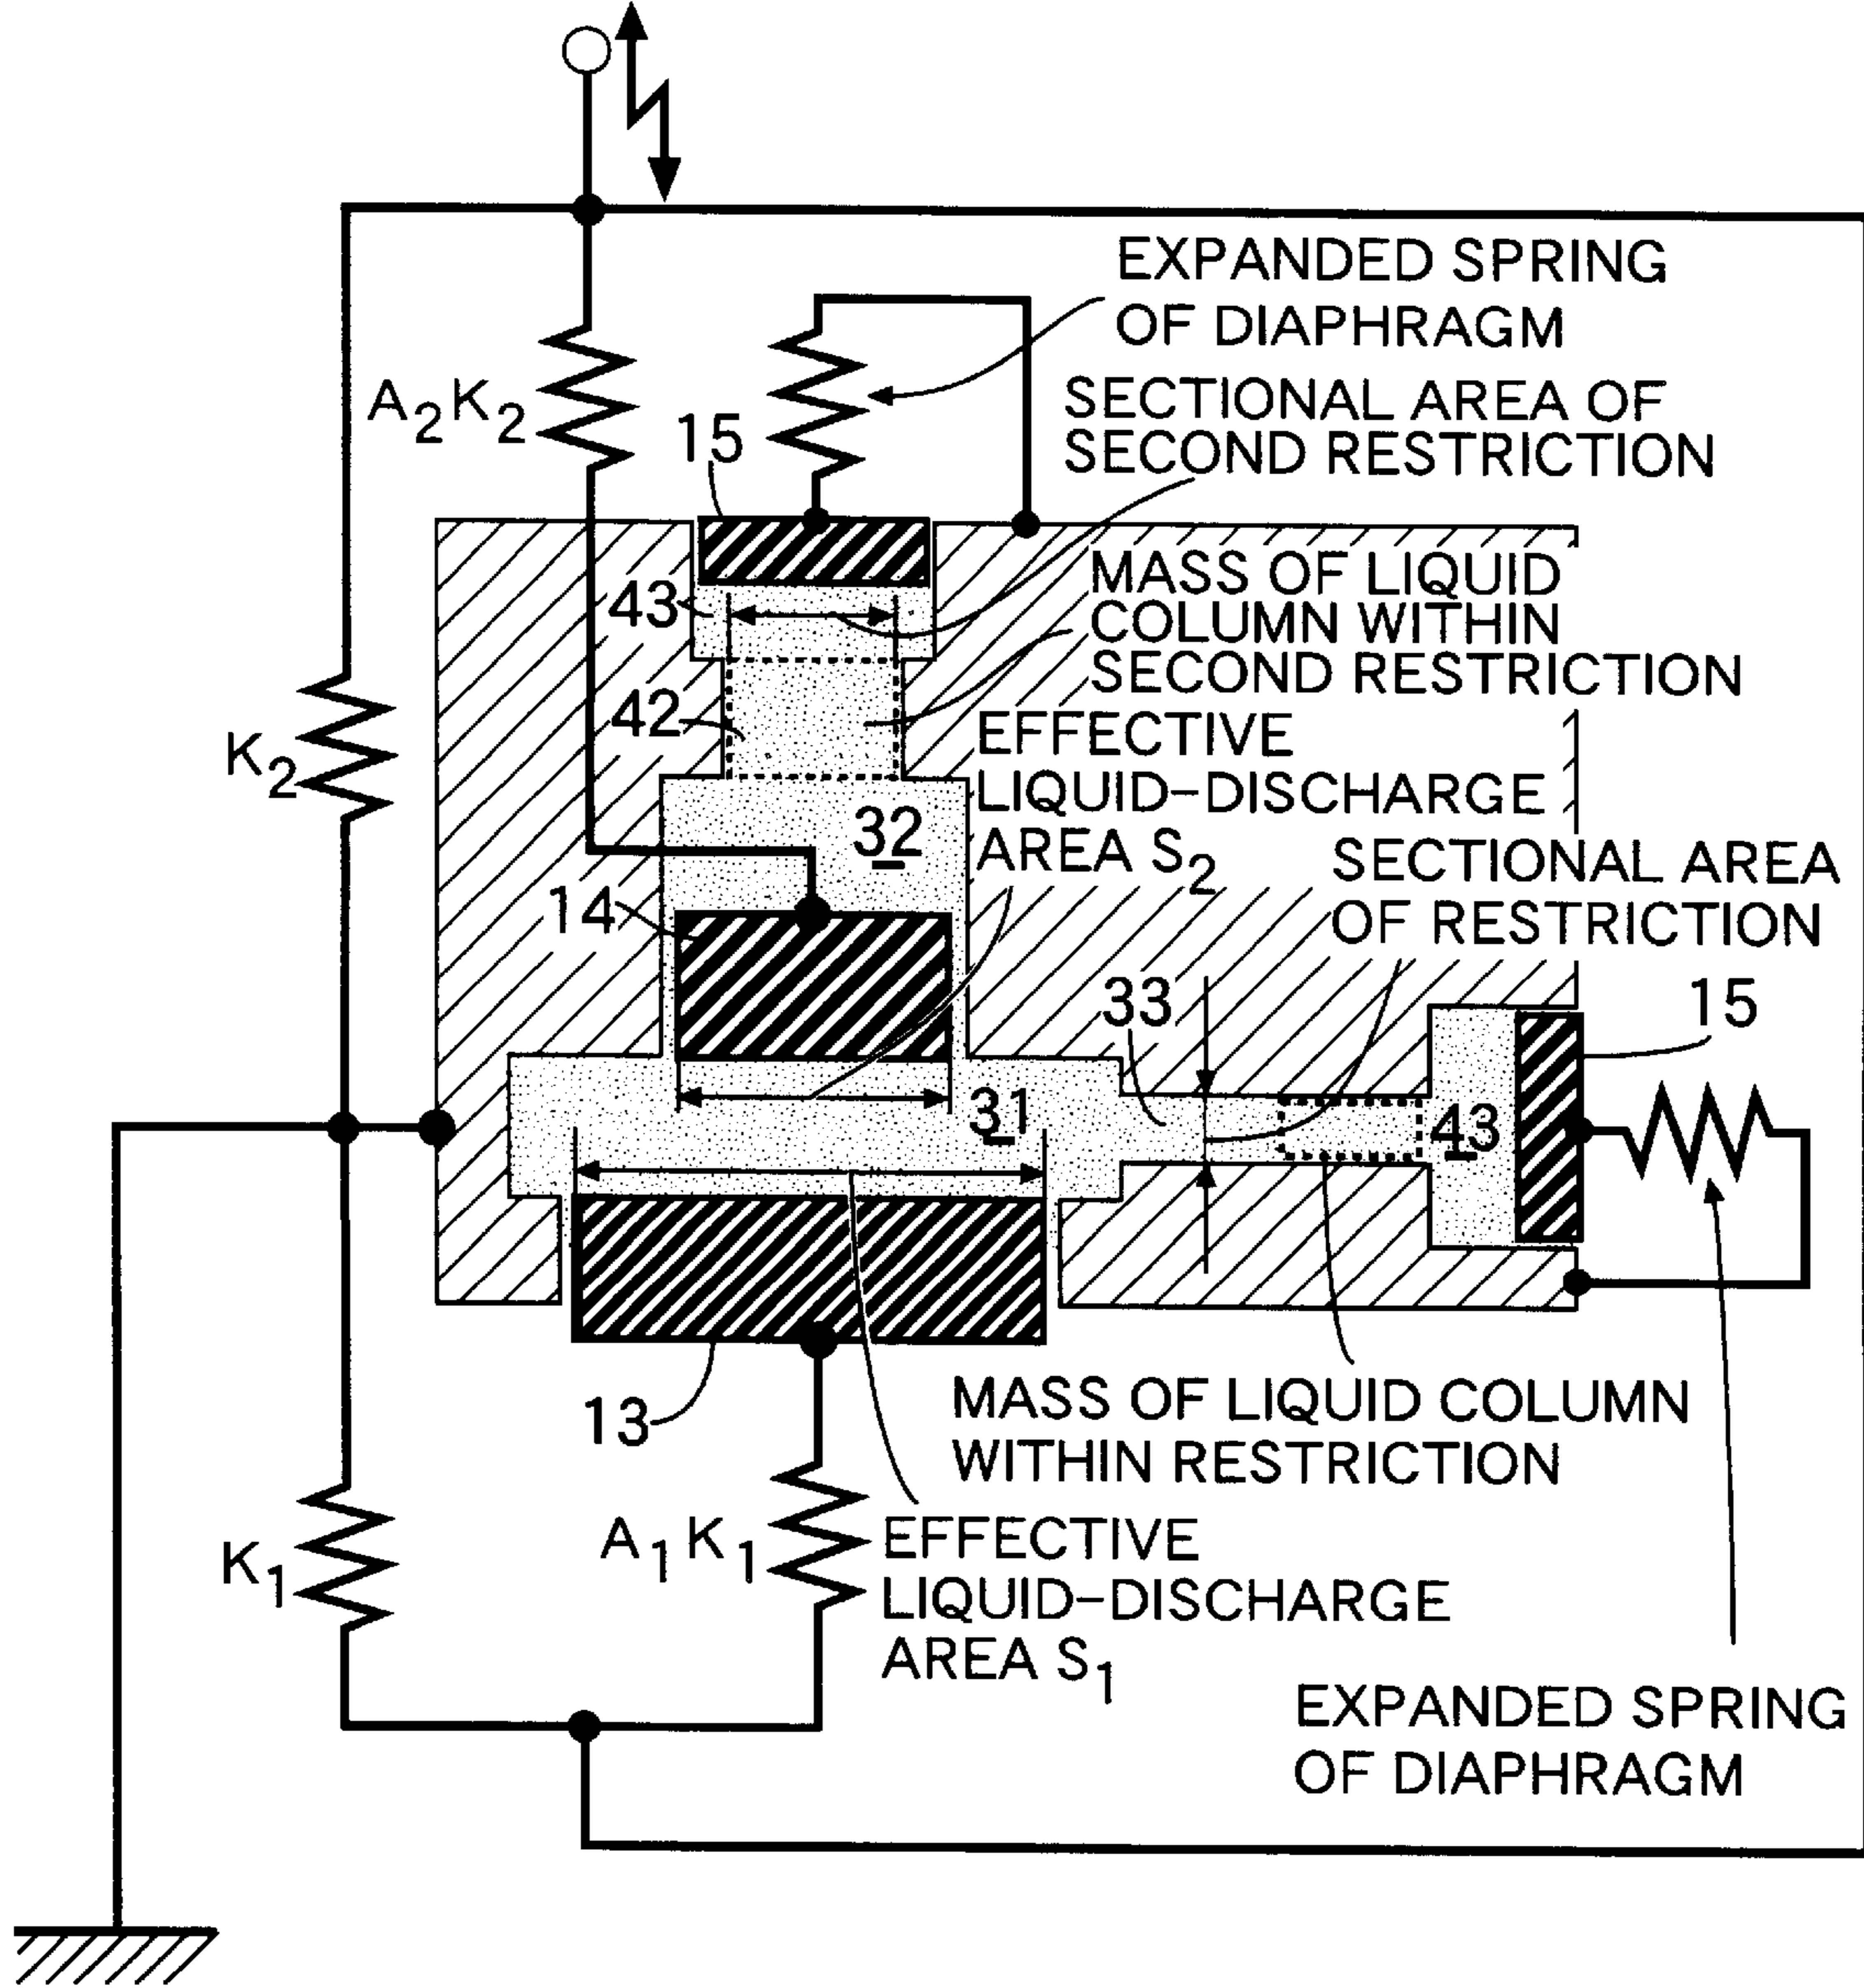 EXPANDED SPRING
OF DIAPHRAGM
A2K2
15
SECTIONAL AREA OF
SECOND RESTRICTION
43
MASS OF LIQUID
COLUMN WITHIN
SECOND RESTRICTION
42
K2
EFFECTIVE
LIQUID-DISCHARGE
AREA S2
32
SECTIONAL AREA
OF RESTRICTION
14
33
15
31
43
13
MASS OF LIQUID COLUMN
WITHIN RESTRICTION
K1
A1K1
EFFECTIVE
LIQUID-DISCHARGE
AREA S1
EXPANDED SPRING
OF DIAPHRAGM